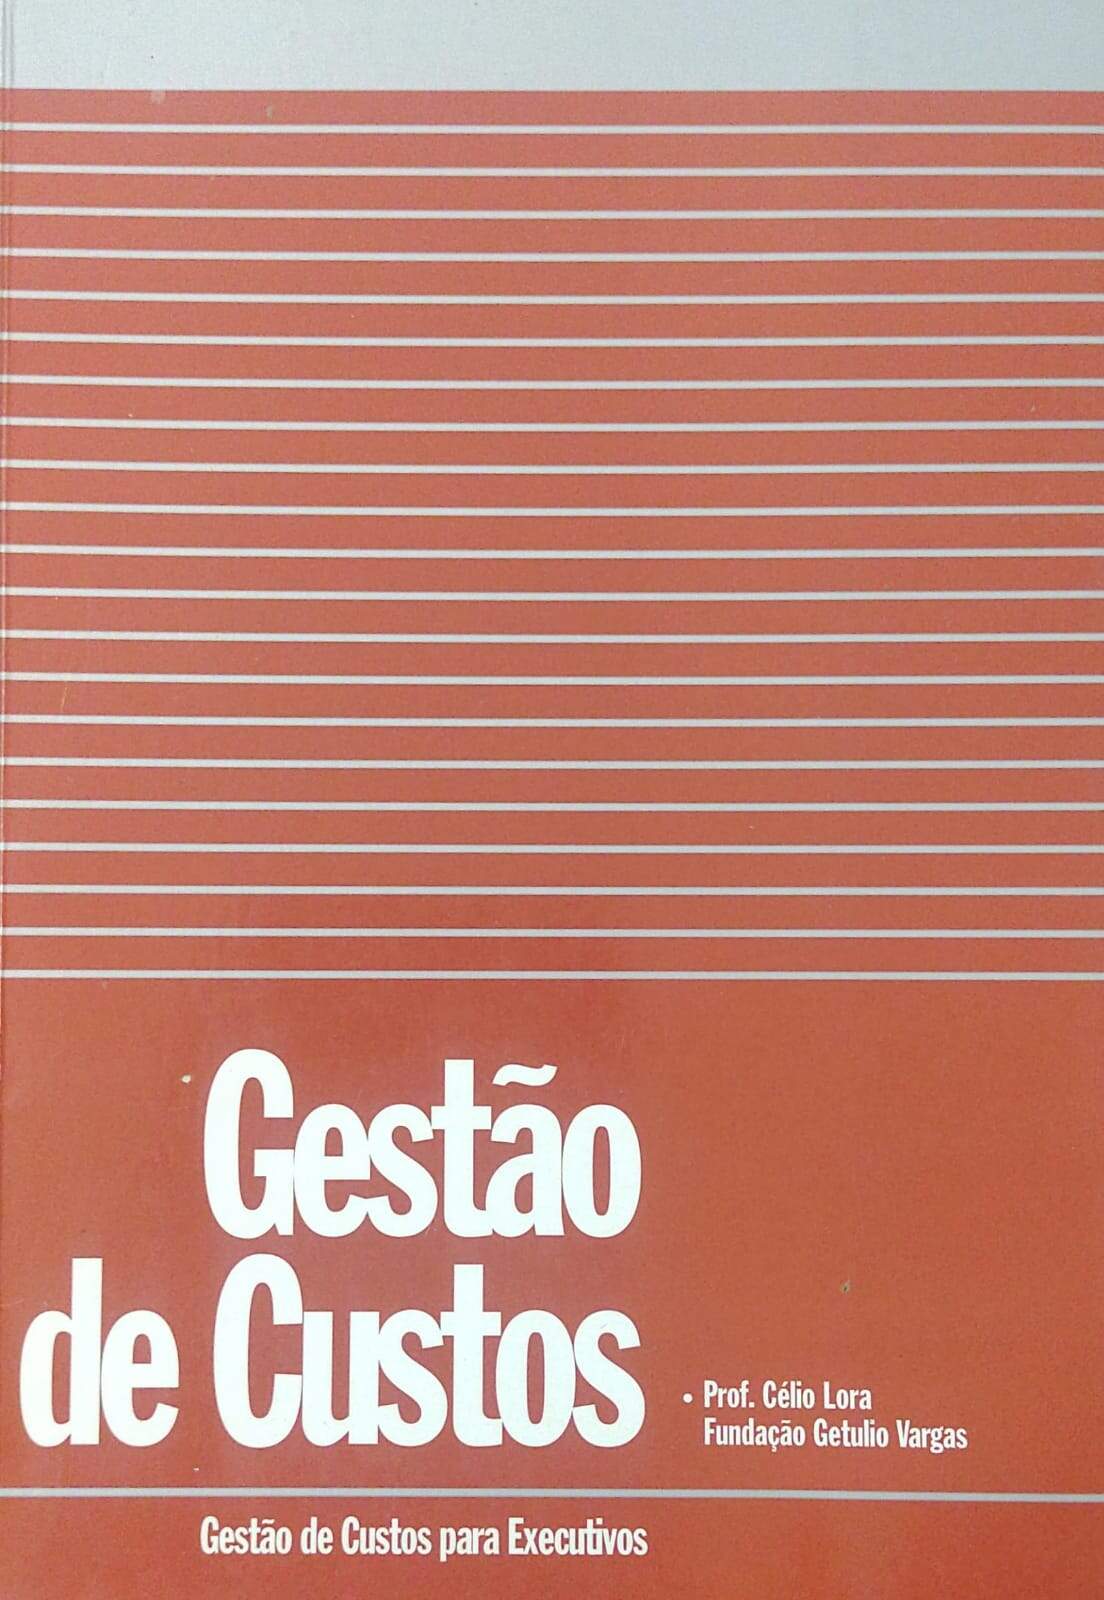 Gestão
de Custos
• Prof. Célio Lora
Fundação Getulio Vargas
Gestão de Custos para Executivos